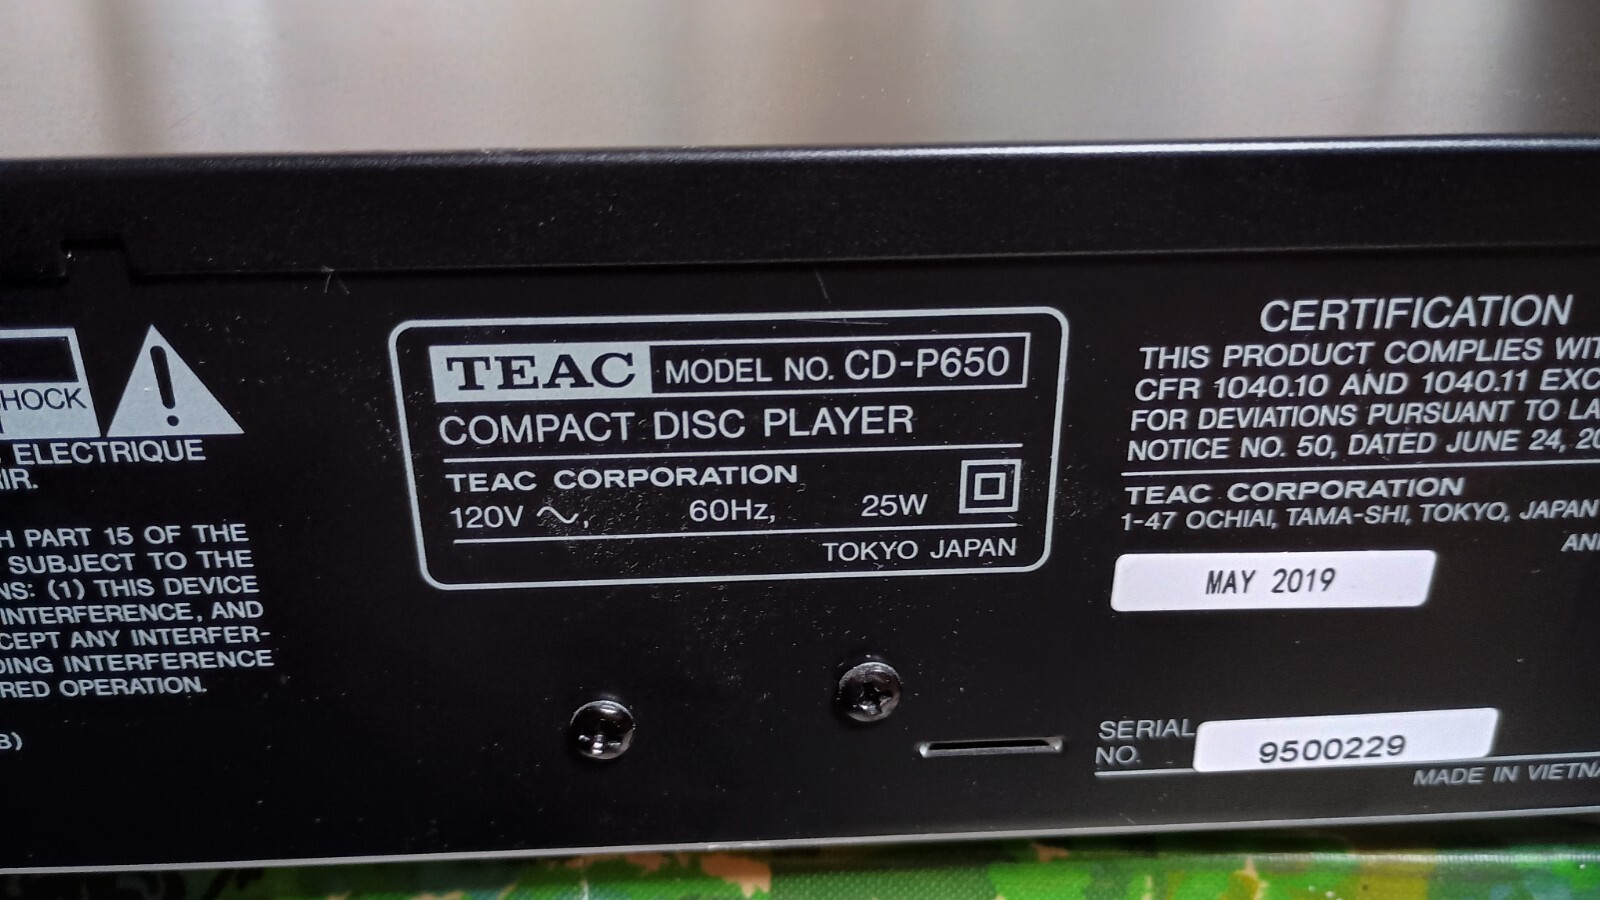 HOCK
ELECTRIQUE
IR.
PART 15 OF THE
SUBJECT TO THE
NS: (1) THIS DEVICE
INTERFERENCE, AND
CEPT ANY INTERFER-
DING INTERFERENCE
RED OPERATION.
B)
TEAC MODEL NO. CD-P650
COMPACT DISC PLAYER
TEAC CORPORATION
120V ∿, 60Hz, 25W
TOKYO JAPAN
CERTIFICATION
THIS PRODUCT COMPLIES WIT
CFR 1040.10 AND 1040.11 EXC
FOR DEVIATIONS PURSUANT TO LA
NOTICE NO. 50, DATED JUNE 24, 20
TEAC CORPORATION
1-47 OCHIAI, TAMA-SHI, TOKYO, JAPAN
AN
MAY 2019
SERIAL
NO. 9500229
MADE IN VIETNA